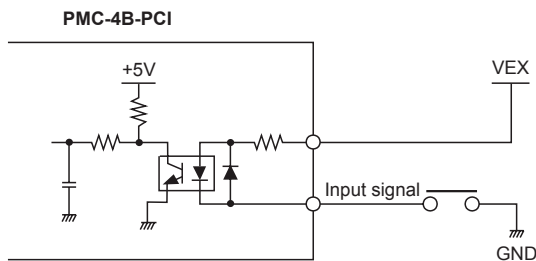 PMC-4B-PCI
+5V
VEX
Input signal
GND